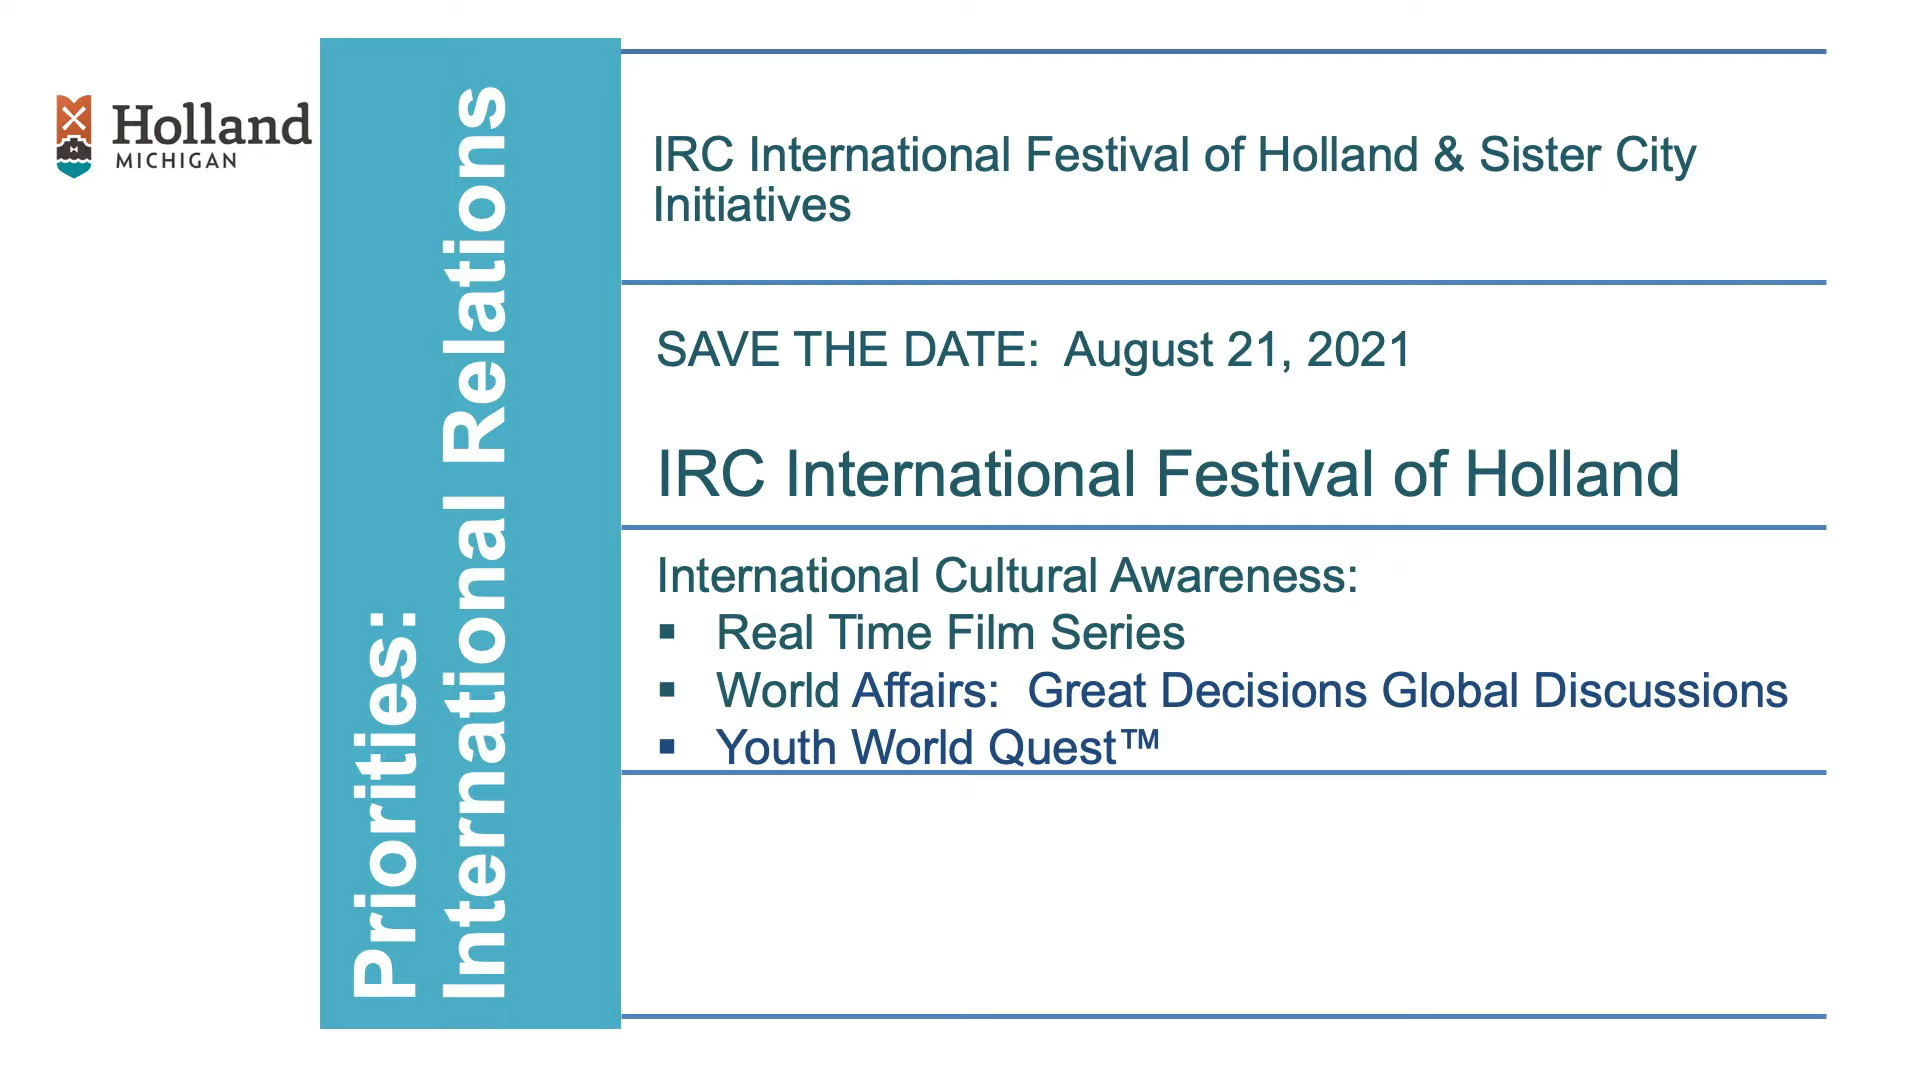 Holland
MICHIGAN
Priorities:
International Relations
IRC International Festival of Holland & Sister City
Initiatives
SAVE THE DATE:  August 21, 2021
IRC International Festival of Holland
International Cultural Awareness:
▪ Real Time Film Series
▪ World Affairs:  Great Decisions Global Discussions
▪ Youth World Quest™